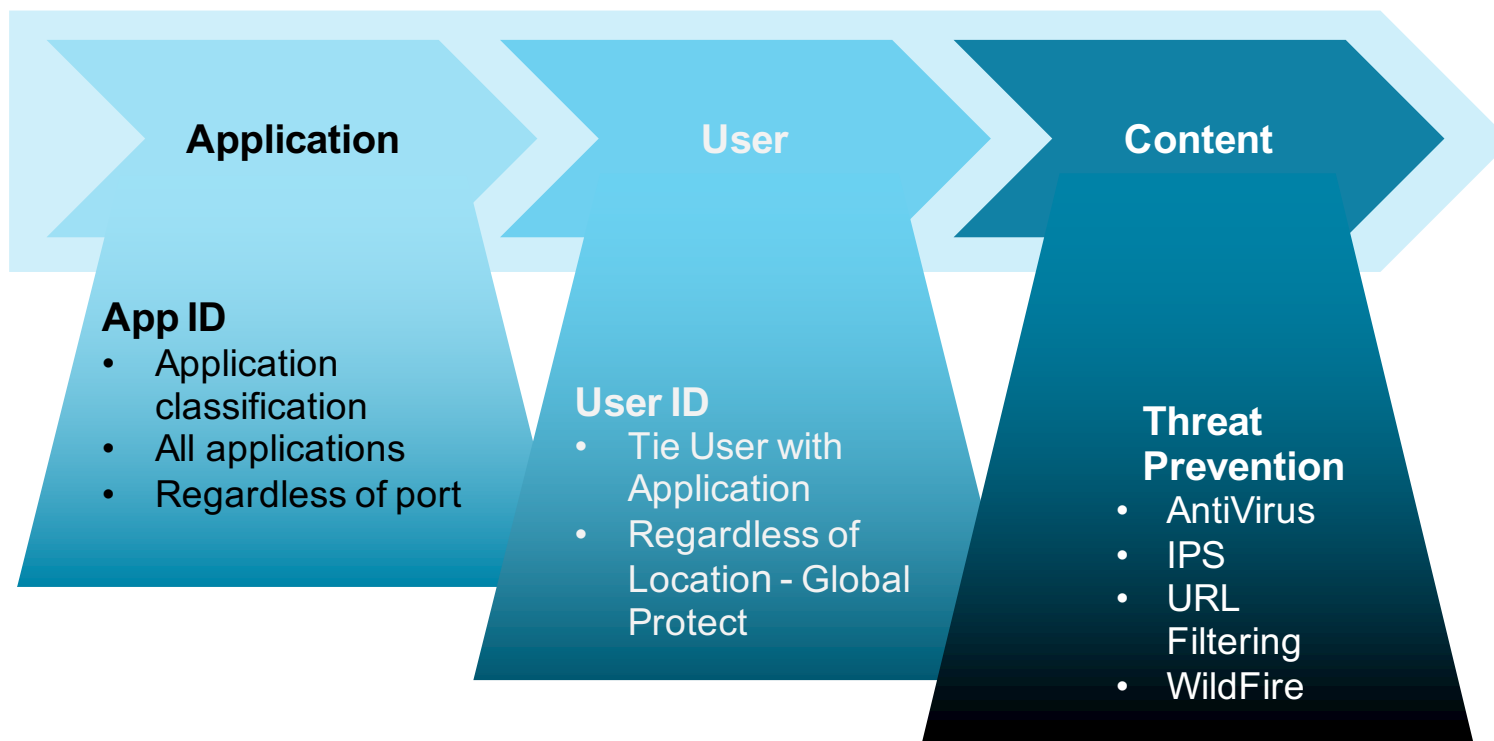 Application
User
Content
App ID
• Application
classification
• All applications
• Regardless of port
User ID
• Tie User with
Application
• Regardless of
Location - Global
Protect
Threat
Prevention
• AntiVirus
• IPS
• URL
Filtering
• WildFire